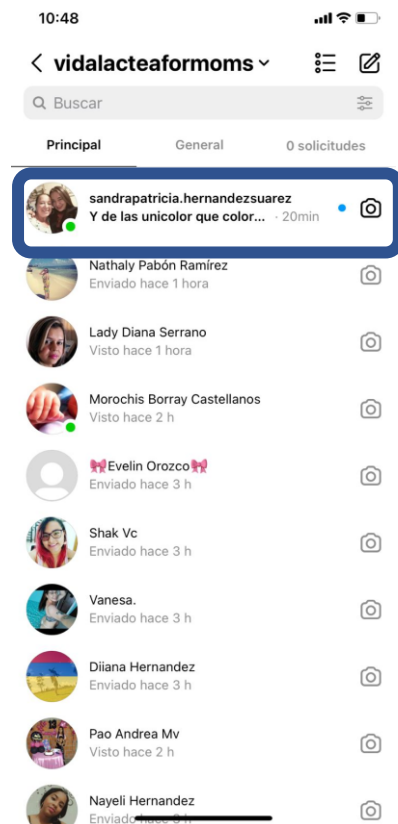 10:48
vidalacteaformoms
Buscar
Principal General 0 solicitudes
sandrapatricia.hernandezsuarez
Y de las unicolor que color... · 20min
Nathaly Pabón Ramírez
Enviado hace 1 hora
Lady Diana Serrano
Visto hace 1 hora
Morochis Borray Castellanos
Visto hace 2 h
🎀Evelin Orozco🎀
Enviado hace 3 h
Shak Vc
Enviado hace 3 h
Vanesa.
Enviado hace 3 h
Diiana Hernandez
Enviado hace 3 h
Pao Andrea Mv
Visto hace 2 h
Nayeli Hernandez
Enviado hace 3 h